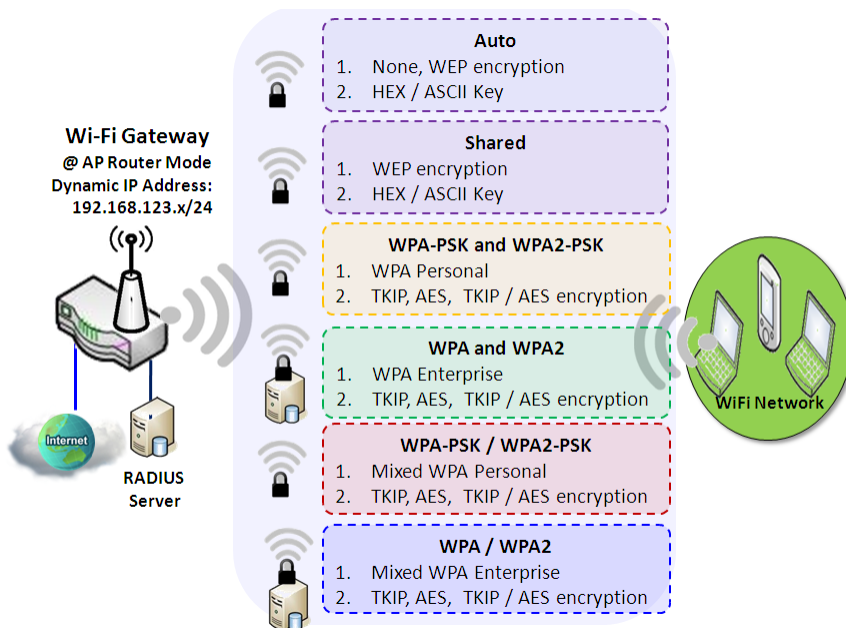 Wi-Fi Gateway
@ AP Router Mode
Dynamic IP Address:
192.168.123.x/24
Internet
RADIUS
Server
Auto
1. None, WEP encryption
2. HEX / ASCII Key
Shared
1. WEP encryption
2. HEX / ASCII Key
WPA-PSK and WPA2-PSK
1. WPA Personal
2. TKIP, AES, TKIP / AES encryption
WPA and WPA2
1. WPA Enterprise
2. TKIP, AES, TKIP / AES encryption
WPA-PSK / WPA2-PSK
1. Mixed WPA Personal
2. TKIP, AES, TKIP / AES encryption
WPA / WPA2
1. Mixed WPA Enterprise
2. TKIP, AES, TKIP / AES encryption
WiFi Network